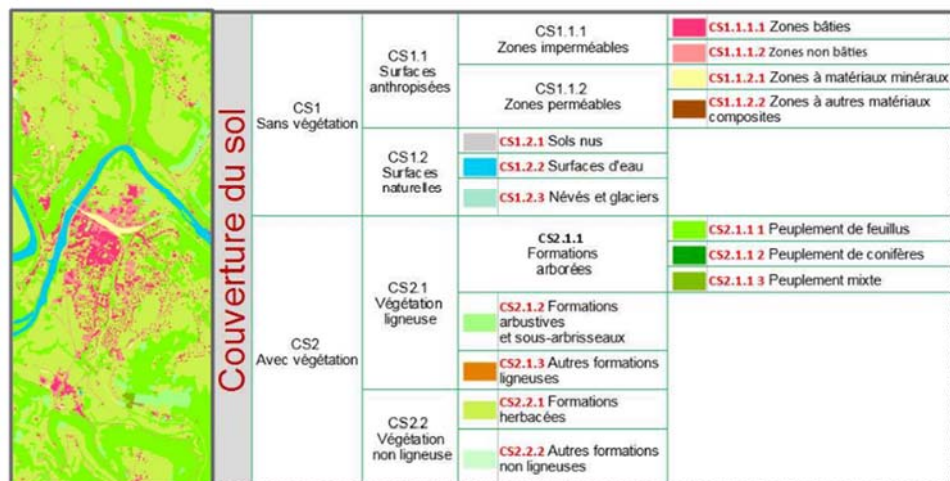 Couverture du sol
CS1
Sans végétation
CS1.1
Surfaces
anthropisées
CS1.1.1
Zones imperméables
CS1.1.1.1 Zones bâties
CS1.1.1.2 Zones non bâties
CS1.1.2
Zones perméables
CS1.1.2.1 Zones à matériaux minéraux
CS1.1.2.2 Zones à autres matériaux
composites
CS1.2
Surfaces
naturelles
CS1.2.1 Sols nus
CS1.2.2 Surfaces d'eau
CS1.2.3 Névés et glaciers
CS2
Avec végétation
CS2.1
Végétation
ligneuse
CS2.1.1
Formations
arborées
CS2.1.1 1 Peuplement de feuillus
CS2.1.1 2 Peuplement de conifères
CS2.1.1 3 Peuplement mixte
CS2.1.2 Formations
arbustives
et sous-arbrisseaux
CS2.1.3 Autres formations
ligneuses
CS2.2
Végétation
non ligneuse
CS2.2.1 Formations
herbacées
CS2.2.2 Autres formations
non ligneuses